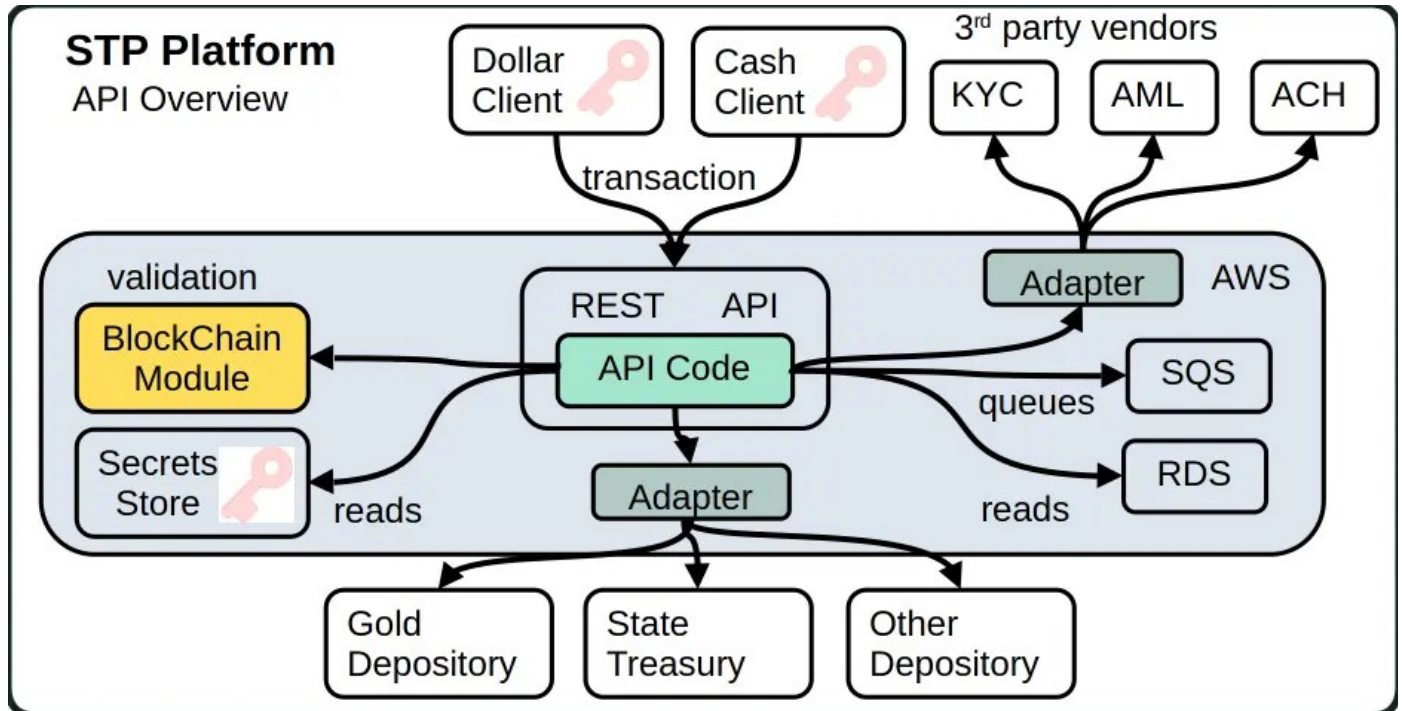 STP Platform
API Overview
Dollar
Client
Cash
Client
3rd party vendors
KYC
AML
ACH
transaction
validation
BlockChain
Module
REST API
API Code
Adapter
AWS
SQS
queues
Secrets
Store
reads
Adapter
reads
RDS
Gold
Depository
State
Treasury
Other
Depository